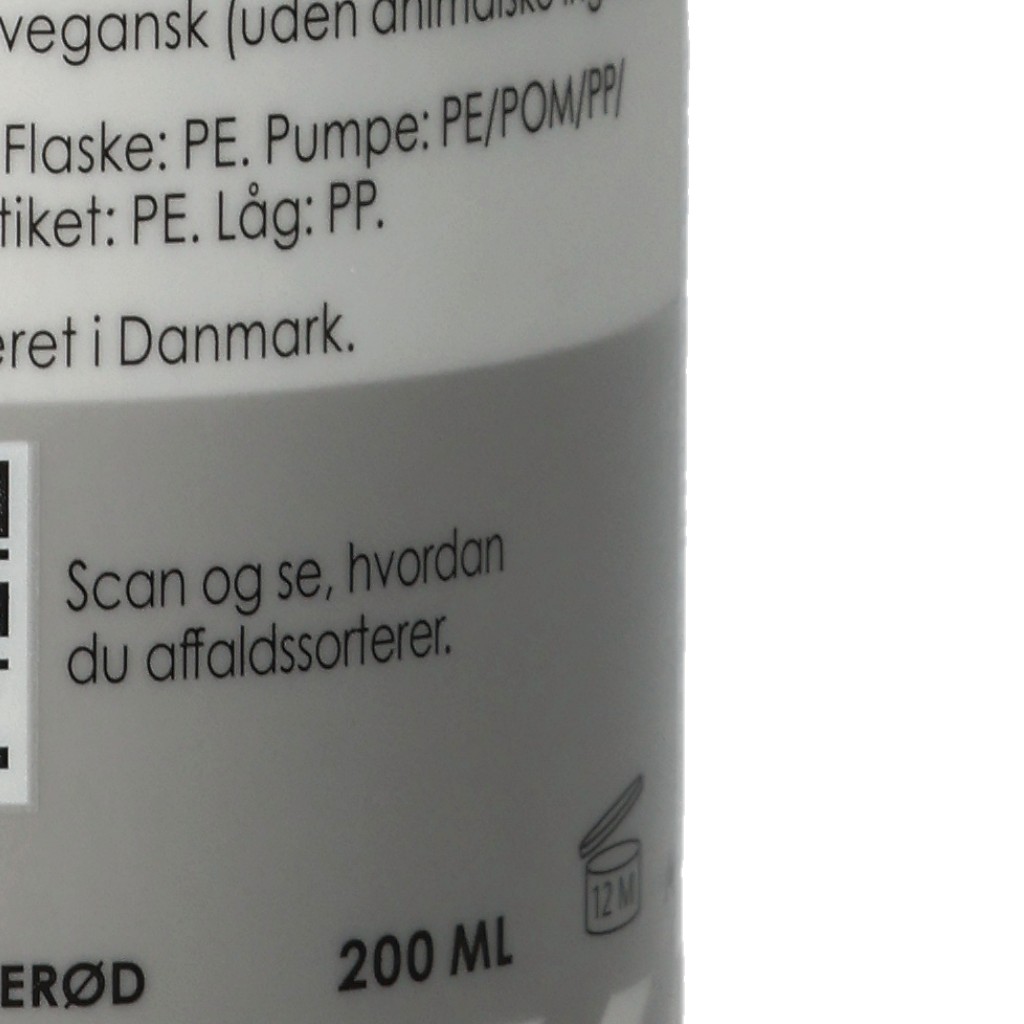 vegansk (uden animalske
Flaske: PE. Pumpe: PE/POM/PP/
tiket: PE. Låg: PP.
eret i Danmark.
Scan og se, hvordan
du affaldssorterer.
12 M
ERØD
200 ML